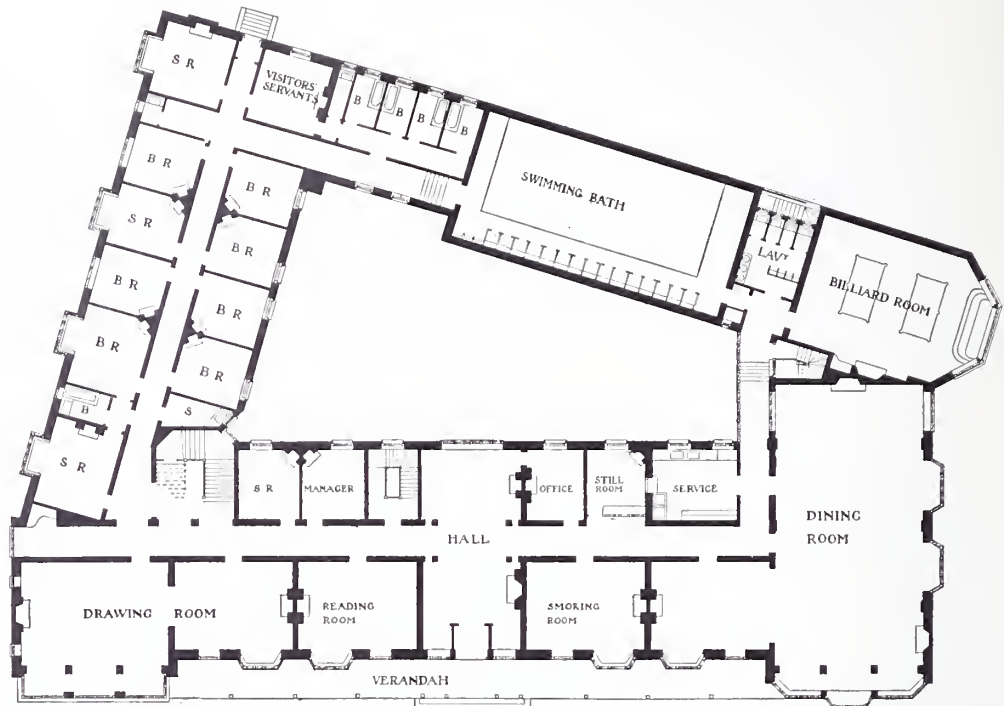 S R
VISITORS'
SERVANTS
B
B
B
B
B R
B R
SWIMMING BATH
S R
B R
LAVY
B R
B R
BILLIARD ROOM
B R
B R
B
S
S R
S R
MANAGER
OFFICE
STILL
ROOM
SERVICE
HALL
DINING
ROOM
DRAWING ROOM
READING
ROOM
SMOKING
ROOM
VERANDAH